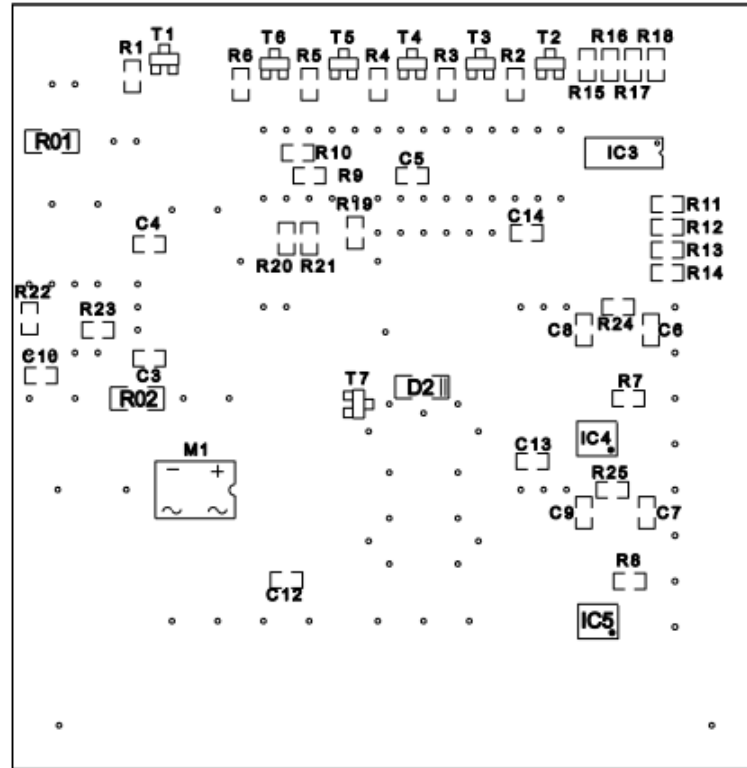 T1 T6 T5 T4 T3 T2 R16 R18
R1 R6 R5 R4 R3 R2
R15 R17
R01 R10 IC3
C5
R9
R11
R19
C4 C14 R12
R20 R21 R13
R14
R22
R23 C8 R24 C6
C10 C3
T7 D2 R7
R02
IC4
M1 C13
− +
R25
~ ~ C9 C7
R8
C12
IC5